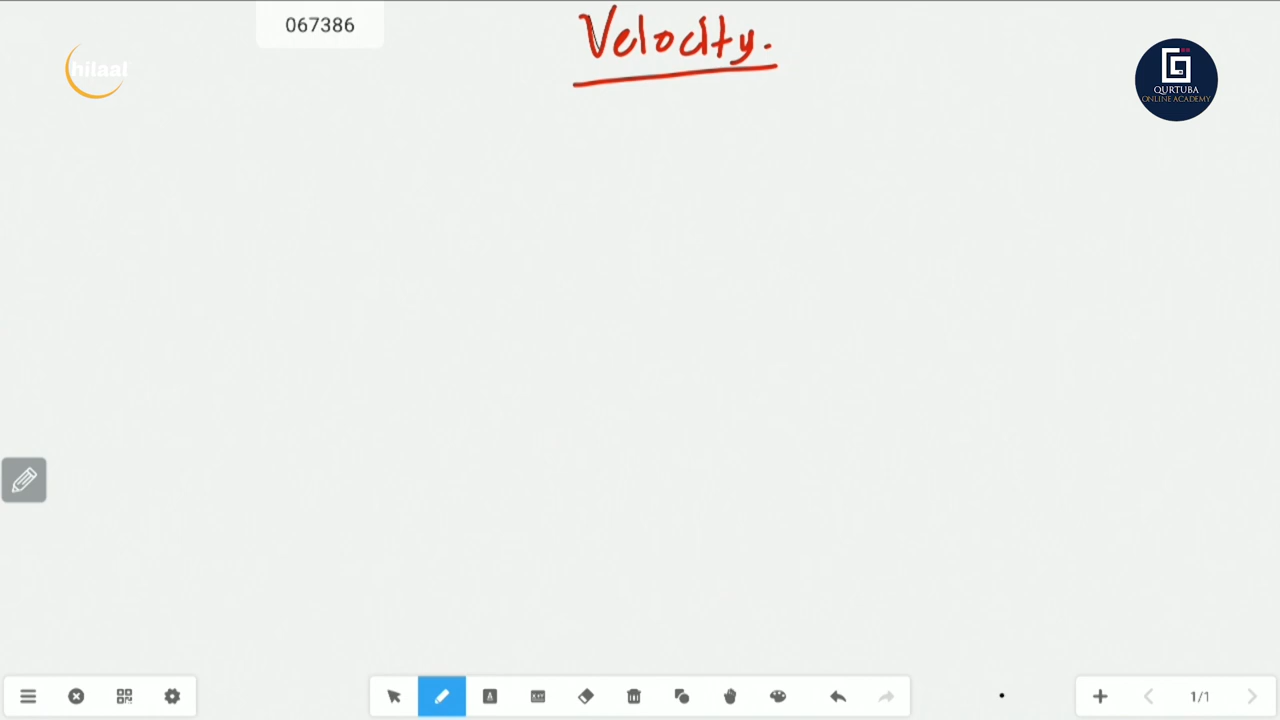 067386
Velocity.
hilaal
QURTUBA
ONLINE ACADEMY
1/1